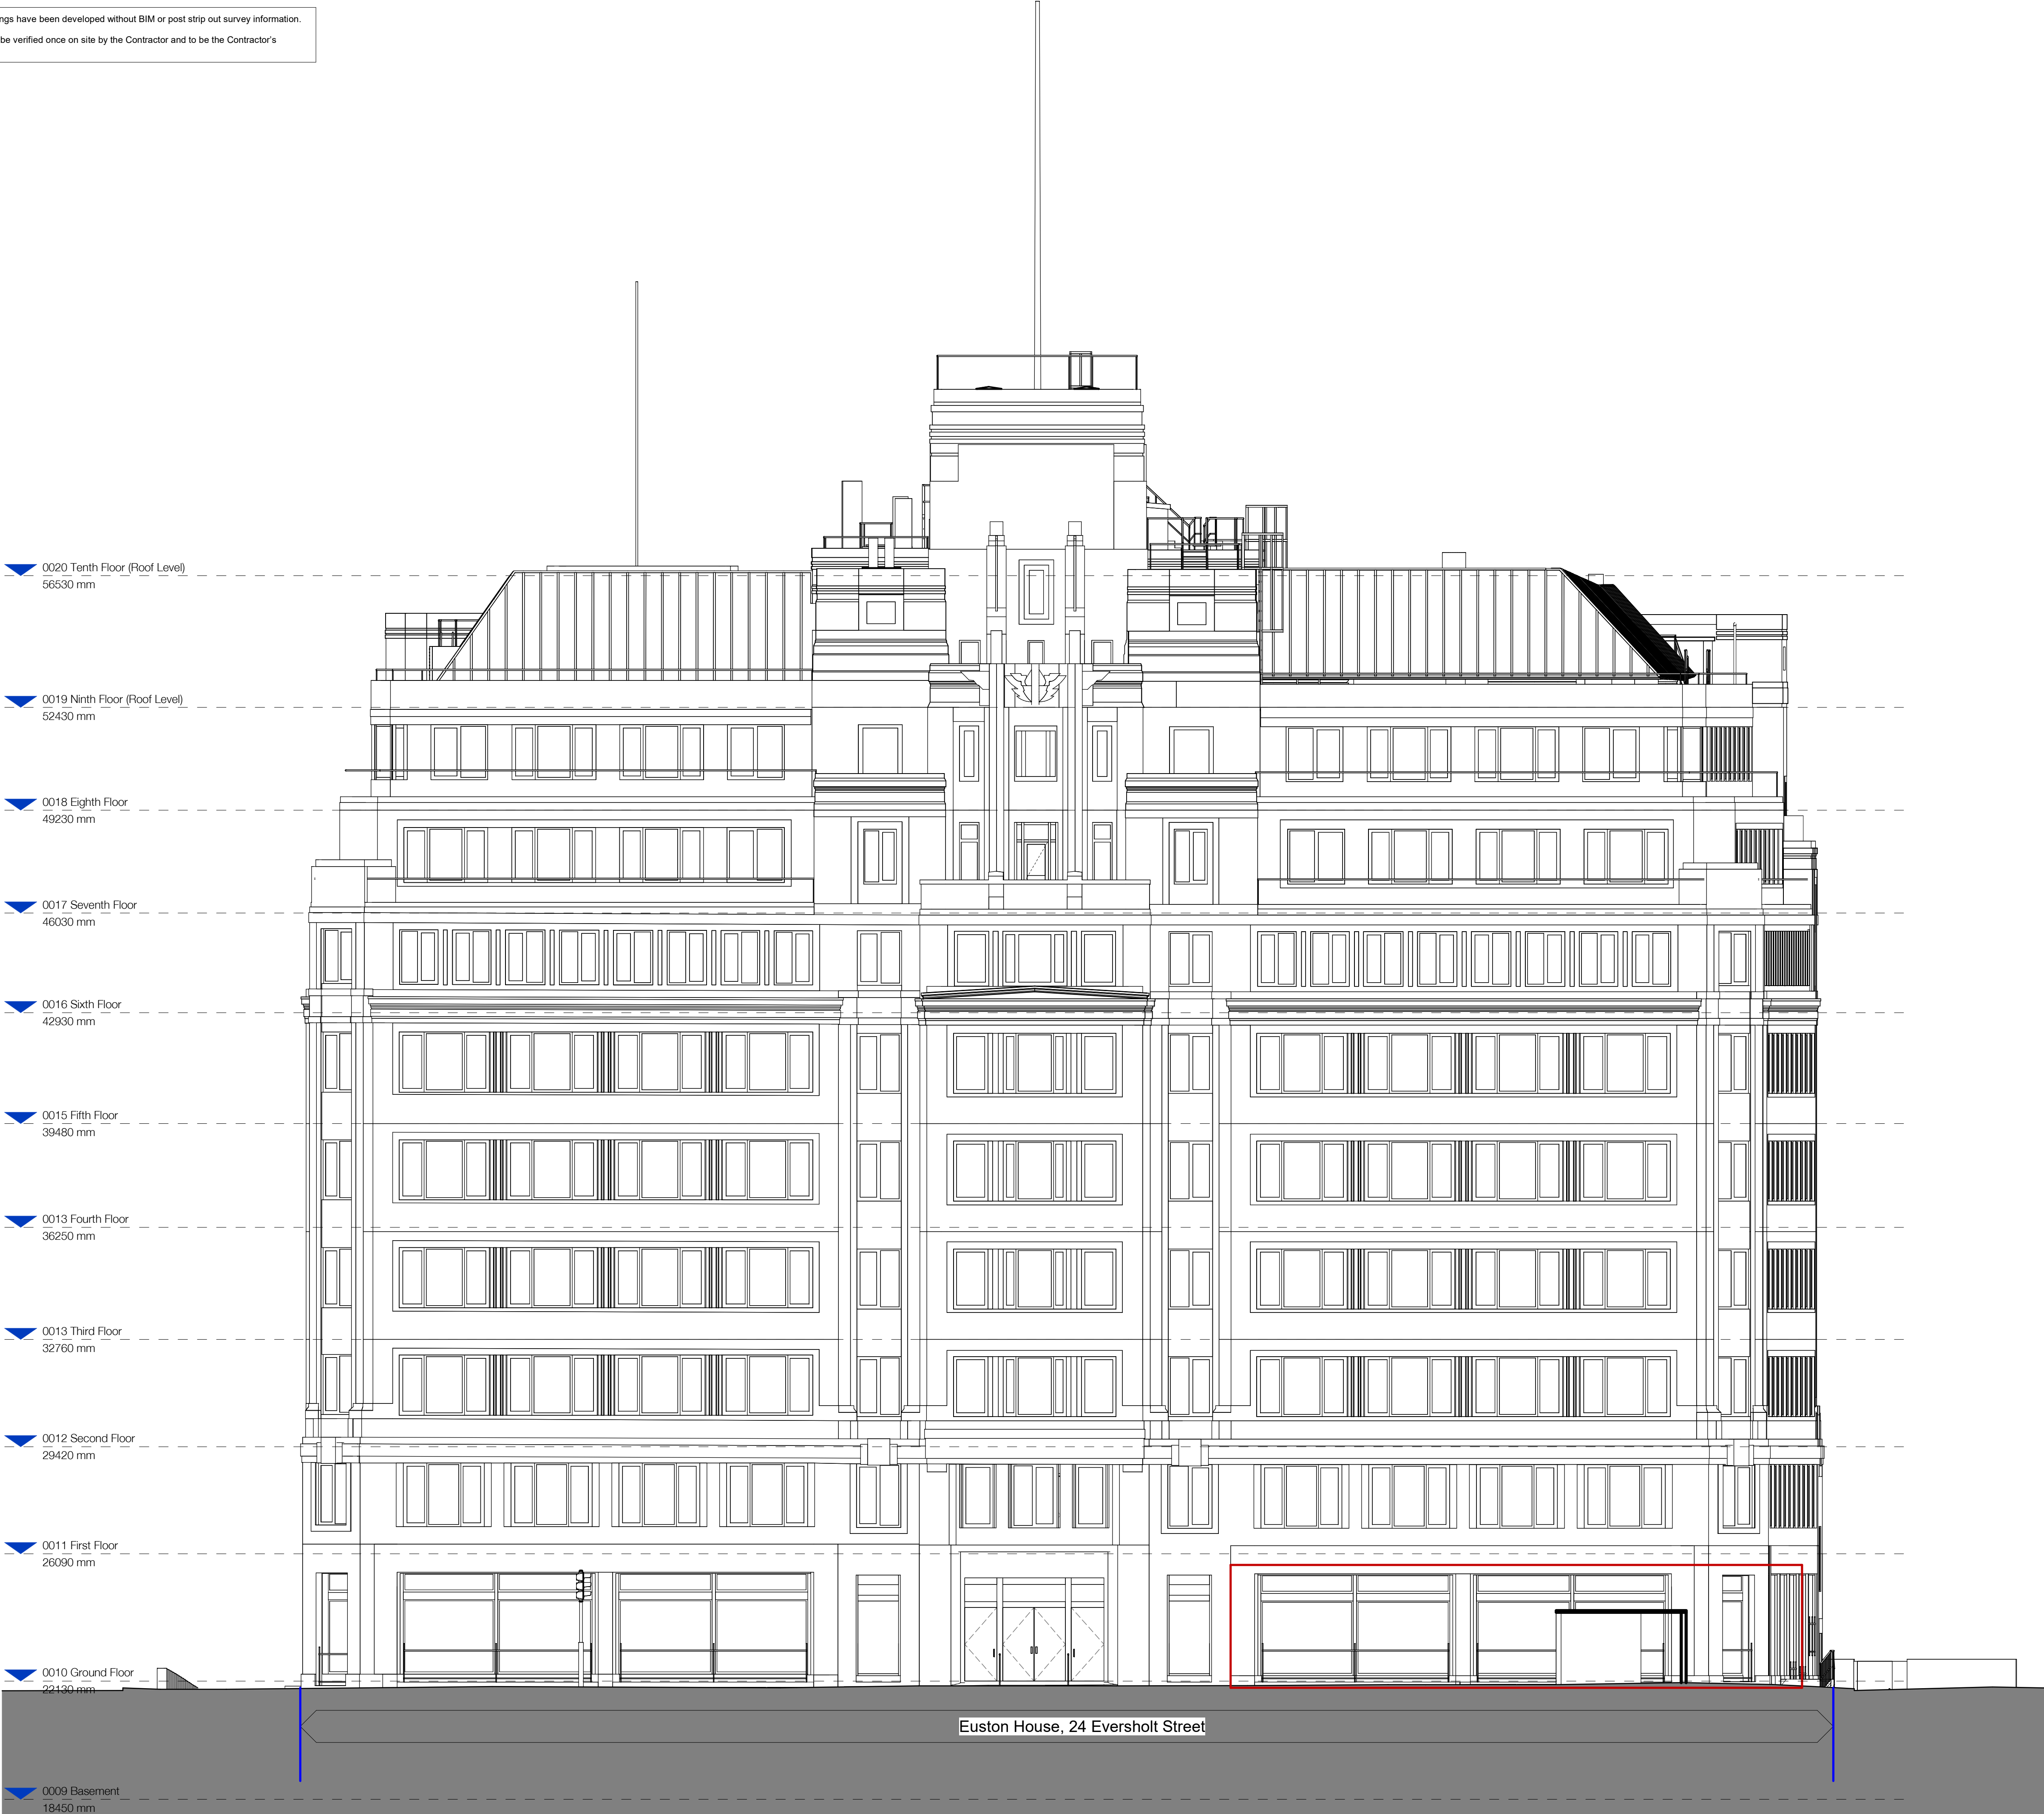 ngs have been developed without BIM or post strip out survey information.
be verified once on site by the Contractor and to be the Contractor's
0020 Tenth Floor (Roof Level)
56530 mm
0019 Ninth Floor (Roof Level)
52430 mm
0018 Eighth Floor
49230 mm
0017 Seventh Floor
46030 mm
0016 Sixth Floor
42930 mm
0015 Fifth Floor
39480 mm
0013 Fourth Floor
36250 mm
0013 Third Floor
32760 mm
0012 Second Floor
29420 mm
0011 First Floor
26090 mm
0010 Ground Floor
22130 mm
Euston House, 24 Eversholt Street
0009 Basement
18450 mm